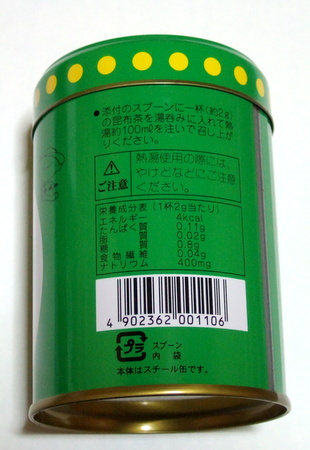 ●添付のスプーンに一杯(約2g)
の昆布茶を湯呑みに入れて熱
湯約100mlを注いで召し上が
りください。
ご注意
熱湯使用の際には、
やけどなどにご注意
ください。
栄養成分表(1杯2g当たり)
エネルギー 4kcal
たんぱく質 0.11g
脂質 0.02g
糖質 0.8g
食物繊維 0.04g
ナトリウム 400mg
4 902362 001106
プラ
スプーン
内袋
本体はスチール缶です。